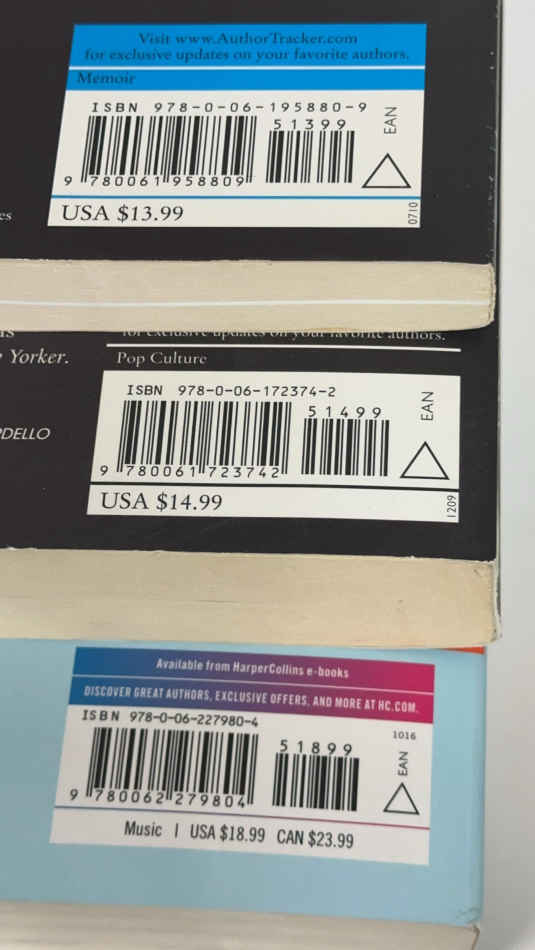 Visit www.AuthorTracker.com
for exclusive updates on your favorite authors.
Memoir
ISBN 978-0-06-195880-9
51399
EAN
9 780061 958809
es
USA $13.99
0710
for exclusive updates on your favorite authors.
Yorker.
Pop Culture
ISBN 978-0-06-172374-2
51499
EAN
9 780061 723742
USA $14.99
1209
Available from HarperCollins e-books
DISCOVER GREAT AUTHORS, EXCLUSIVE OFFERS, AND MORE AT HC.COM.
ISBN 978-0-06-227980-4
51899
1016
EAN
9 780062 279804
Music | USA $18.99 CAN $23.99